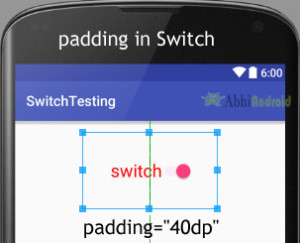 padding in Switch
6:00
SwitchTesting
AbhiAndroid
switch
padding="40dp"